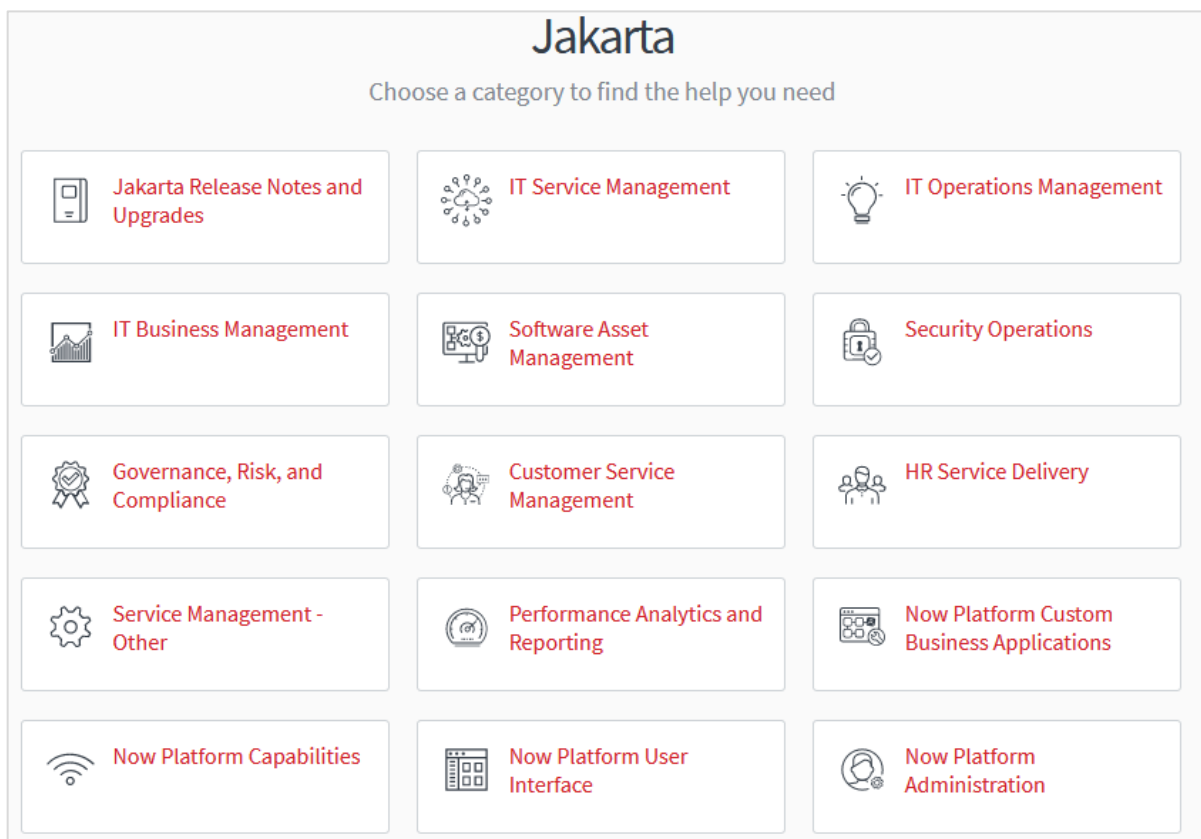 Jakarta
Choose a category to find the help you need
Jakarta Release Notes and
Upgrades
IT Service Management
IT Operations Management
IT Business Management
Software Asset
Management
Security Operations
Governance, Risk, and
Compliance
Customer Service
Management
HR Service Delivery
Service Management -
Other
Performance Analytics and
Reporting
Now Platform Custom
Business Applications
Now Platform Capabilities
Now Platform User
Interface
Now Platform
Administration